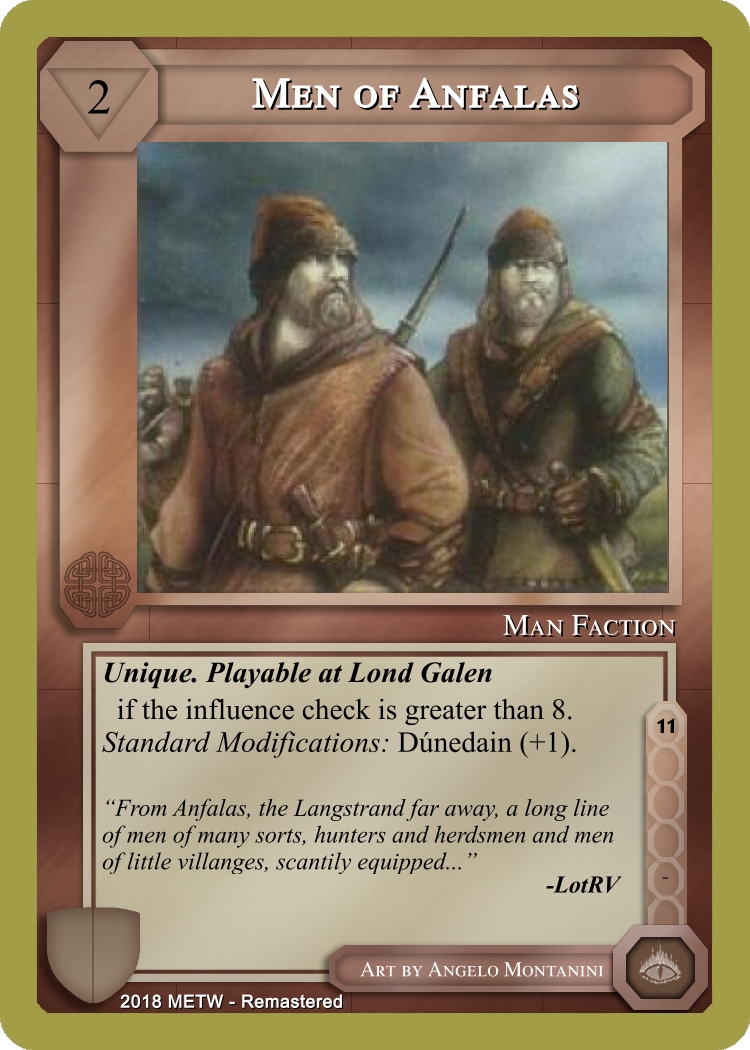 2
Men of Anfalas
Man Faction
Unique. Playable at Lond Galen
if the influence check is greater than 8.
Standard Modifications: Dúnedain (+1).
11
“From Anfalas, the Langstrand far away, a long line
of men of many sorts, hunters and herdsmen and men
of little villanges, scantily equipped...”
-
-LotRV
Art by Angelo Montanini
2018 METW - Remastered